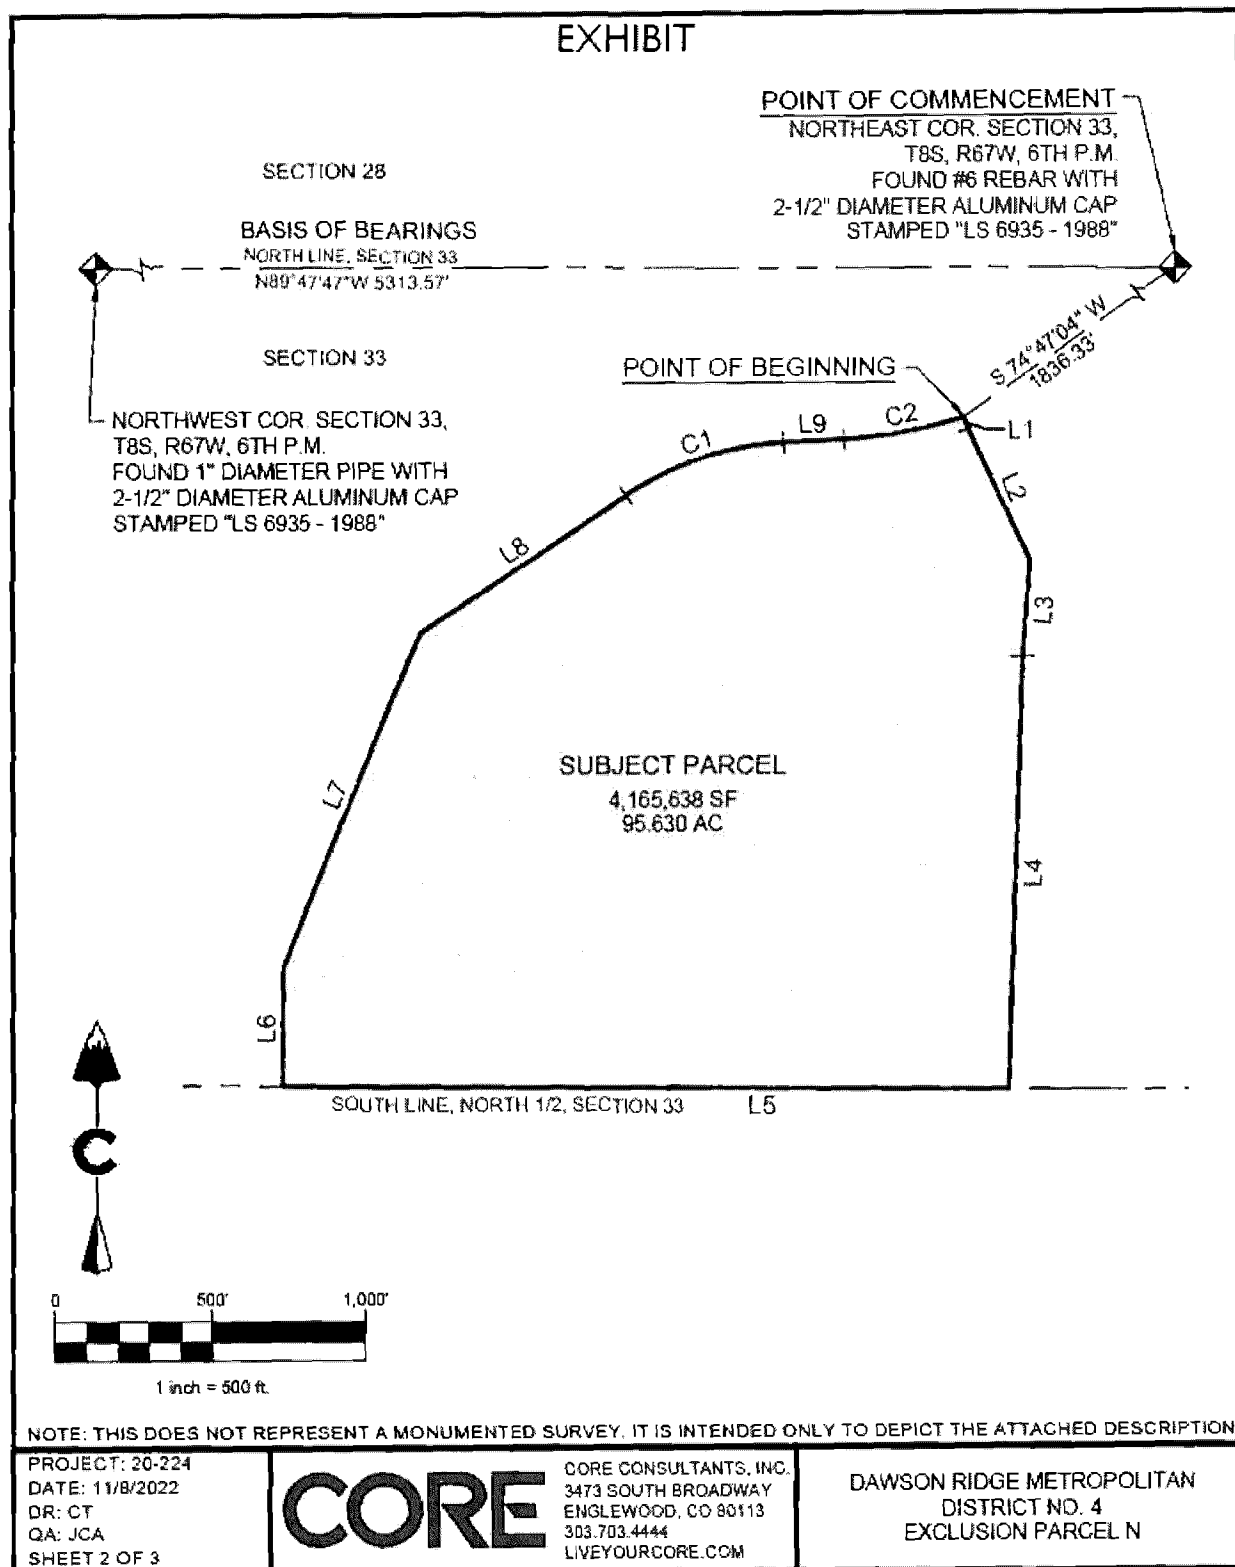 EXHIBIT
POINT OF COMMENCEMENT
NORTHEAST COR. SECTION 33,
T8S, R67W, 6TH P.M.
FOUND #6 REBAR WITH
2-1/2" DIAMETER ALUMINUM CAP
STAMPED "LS 6935 - 1988"
SECTION 28
BASIS OF BEARINGS
NORTH LINE, SECTION 33
N89°47'47"W 5313.57'
SECTION 33
S 74°47'04" W
1836.33'
POINT OF BEGINNING
NORTHWEST COR. SECTION 33,
T8S, R67W, 6TH P.M.
FOUND 1" DIAMETER PIPE WITH
2-1/2" DIAMETER ALUMINUM CAP
STAMPED "LS 6935 - 1988"
C1
L9
C2
L1
L2
L8
L3
L7
SUBJECT PARCEL
4,165,638 SF
95.630 AC
L4
L6
SOUTH LINE, NORTH 1/2, SECTION 33
L5
C
0 500' 1,000'
1 inch = 500 ft.
NOTE: THIS DOES NOT REPRESENT A MONUMENTED SURVEY. IT IS INTENDED ONLY TO DEPICT THE ATTACHED DESCRIPTION
PROJECT: 20-224
DATE: 11/8/2022
DR: CT
QA: JCA
SHEET 2 OF 3
CORE
CORE CONSULTANTS, INC.
3473 SOUTH BROADWAY
ENGLEWOOD, CO 80113
303.703.4444
LIVEYOURCORE.COM
DAWSON RIDGE METROPOLITAN
DISTRICT NO. 4
EXCLUSION PARCEL N